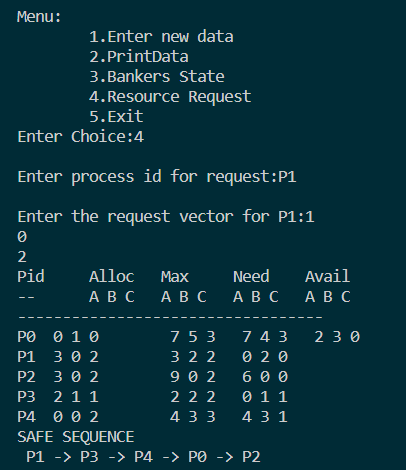 Menu:
1.Enter new data
2.PrintData
3.Bankers State
4.Resource Request
5.Exit
Enter Choice:4
Enter process id for request:P1
Enter the request vector for P1:1
0
2
Pid Alloc Max Need Avail
-- A B C A B C A B C A B C
----------------------------------
P0 0 1 0 7 5 3 7 4 3 2 3 0
P1 3 0 2 3 2 2 0 2 0
P2 3 0 2 9 0 2 6 0 0
P3 2 1 1 2 2 2 0 1 1
P4 0 0 2 4 3 3 4 3 1
SAFE SEQUENCE
P1 -> P3 -> P4 -> P0 -> P2